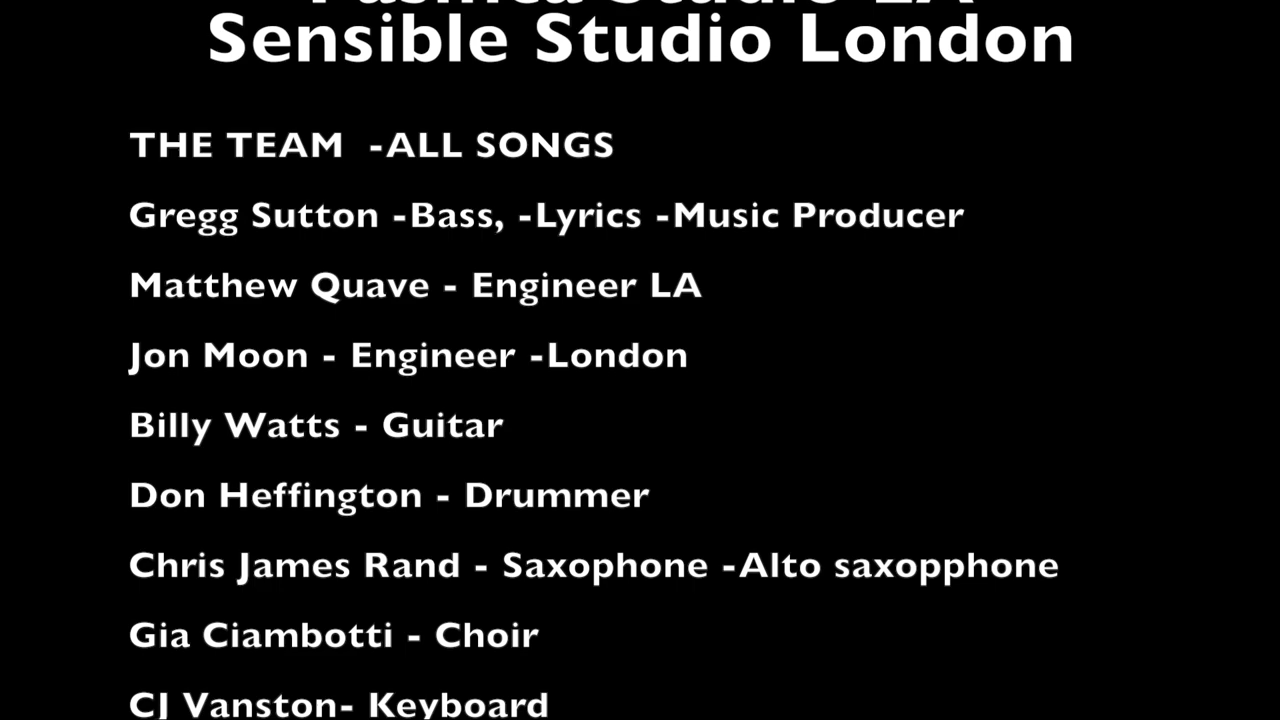 Studio LA
Sensible Studio London
THE TEAM -ALL SONGS
Gregg Sutton -Bass, -Lyrics -Music Producer
Matthew Quave - Engineer LA
Jon Moon - Engineer -London
Billy Watts - Guitar
Don Heffington - Drummer
Chris James Rand - Saxophone -Alto saxopphone
Gia Ciambotti - Choir
CJ Vanston- Keyboard